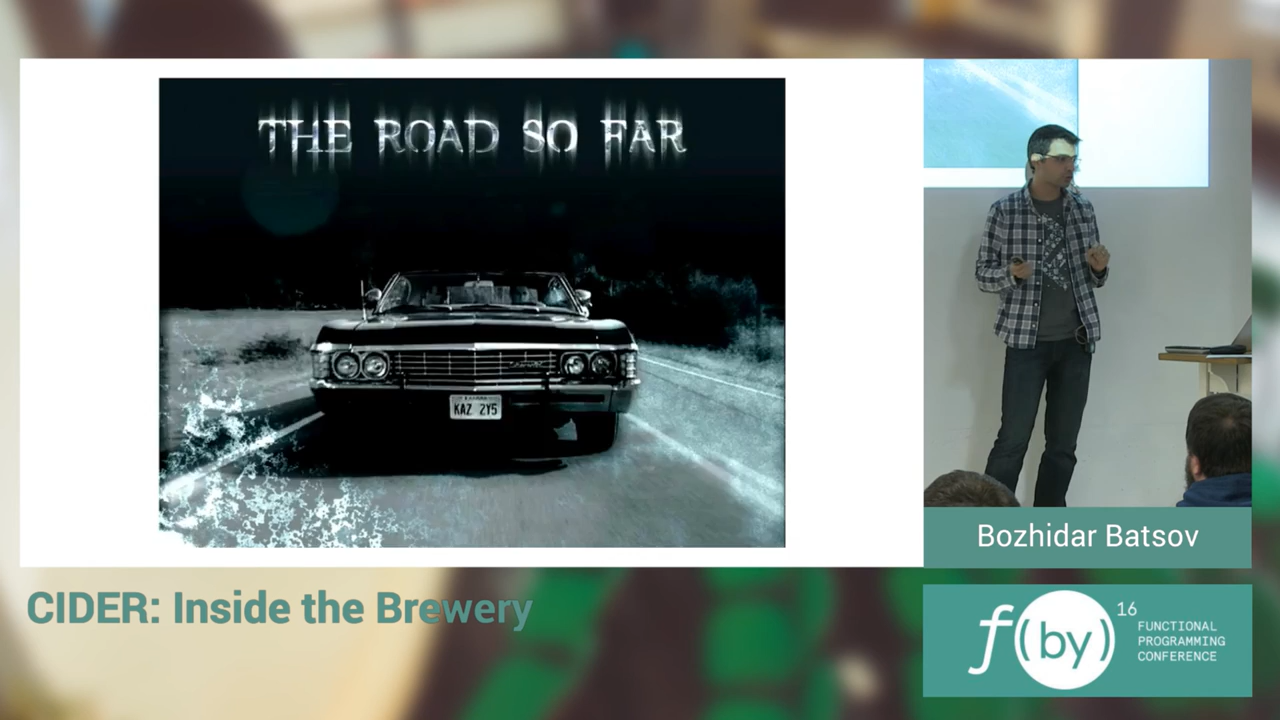 THE ROAD SO FAR
KAZ 2Y5
Bozhidar Batsov
CIDER: Inside the Brewery
f(by) 16
FUNCTIONAL
PROGRAMMING
CONFERENCE